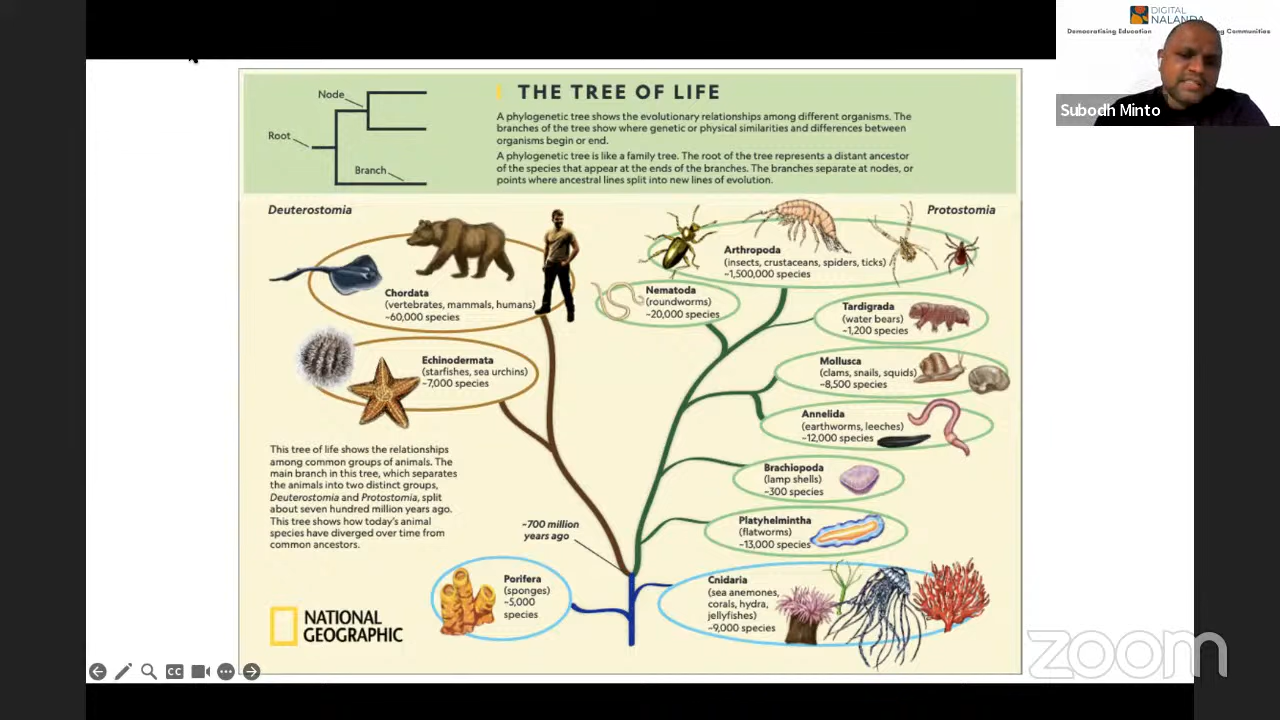 DIGITAL
NALANDA
Democratising Education
ng Communities
Subodh Minto
THE TREE OF LIFE
Node
Root
Branch
A phylogenetic tree shows the evolutionary relationships among different organisms. The
branches of the tree show where genetic or physical similarities and differences between
organisms begin or end.
A phylogenetic tree is like a family tree. The root of the tree represents a distant ancestor
of the species that appear at the ends of the branches. The branches separate at nodes, or
points where ancestral lines split into new lines of evolution.
Deuterostomia
Protostomia
Chordata
(vertebrates, mammals, humans)
~60,000 species
Echinodermata
(starfishes, sea urchins)
~7,000 species
Arthropoda
(insects, crustaceans, spiders, ticks)
~1,500,000 species
Nematoda
(roundworms)
~20,000 species
Tardigrada
(water bears)
~1,200 species
Mollusca
(clams, snails, squids)
~8,500 species
Annelida
(earthworms, leeches)
~12,000 species
Brachiopoda
(lamp shells)
~300 species
Platyhelmintha
(flatworms)
~13,000 species
This tree of life shows the relationships
among common groups of animals. The
main branch in this tree, which separates
the animals into two distinct groups,
Deuterostomia and Protostomia, split
about seven hundred million years ago.
This tree shows how today's animal
species have diverged over time from
common ancestors.
~700 million
years ago
Porifera
(sponges)
~5,000
species
Cnidaria
(sea anemones,
corals, hydra,
jellyfishes)
~9,000 species
NATIONAL
GEOGRAPHIC
CC
zoom